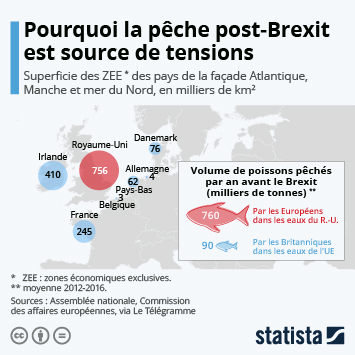 Pourquoi la pêche post-Brexit
est source de tensions
Superficie des ZEE * des pays de la façade Atlantique,
Manche et mer du Nord, en milliers de km²
Danemark
76
Royaume-Uni
756
Irlande
410
Allemagne
4
62
Pays-Bas
3
Belgique
France
245
Volume de poissons pêchés
par an avant le Brexit
(milliers de tonnes) **
760
Par les Européens
dans les eaux du R.-U.
90
Par les Britanniques
dans les eaux de l'UE
* ZEE : zones économiques exclusives.
** moyenne 2012-2016.
Sources : Assemblée nationale, Commission
des affaires européennes, via Le Télégramme
statista